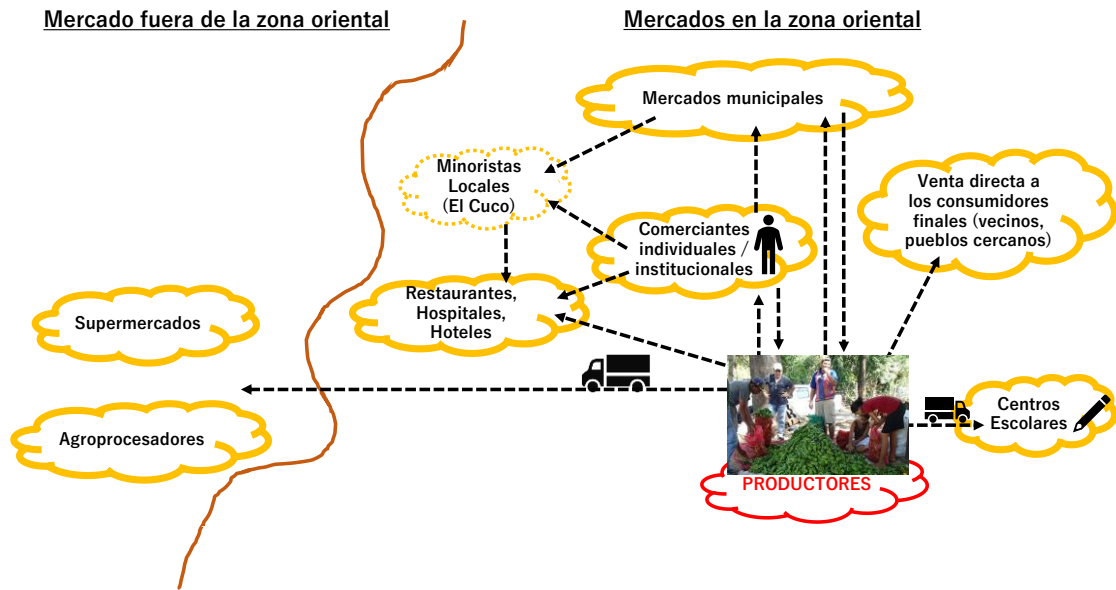 Mercado fuera de la zona oriental
Mercados en la zona oriental
Mercados municipales
Minoristas
Locales
(El Cuco)
Venta directa a
los consumidores
finales (vecinos,
pueblos cercanos)
Comerciantes
individuales /
institucionales
Restaurantes,
Hospitales,
Hoteles
Supermercados
Agroprocesadores
Centros
Escolares
PRODUCTORES